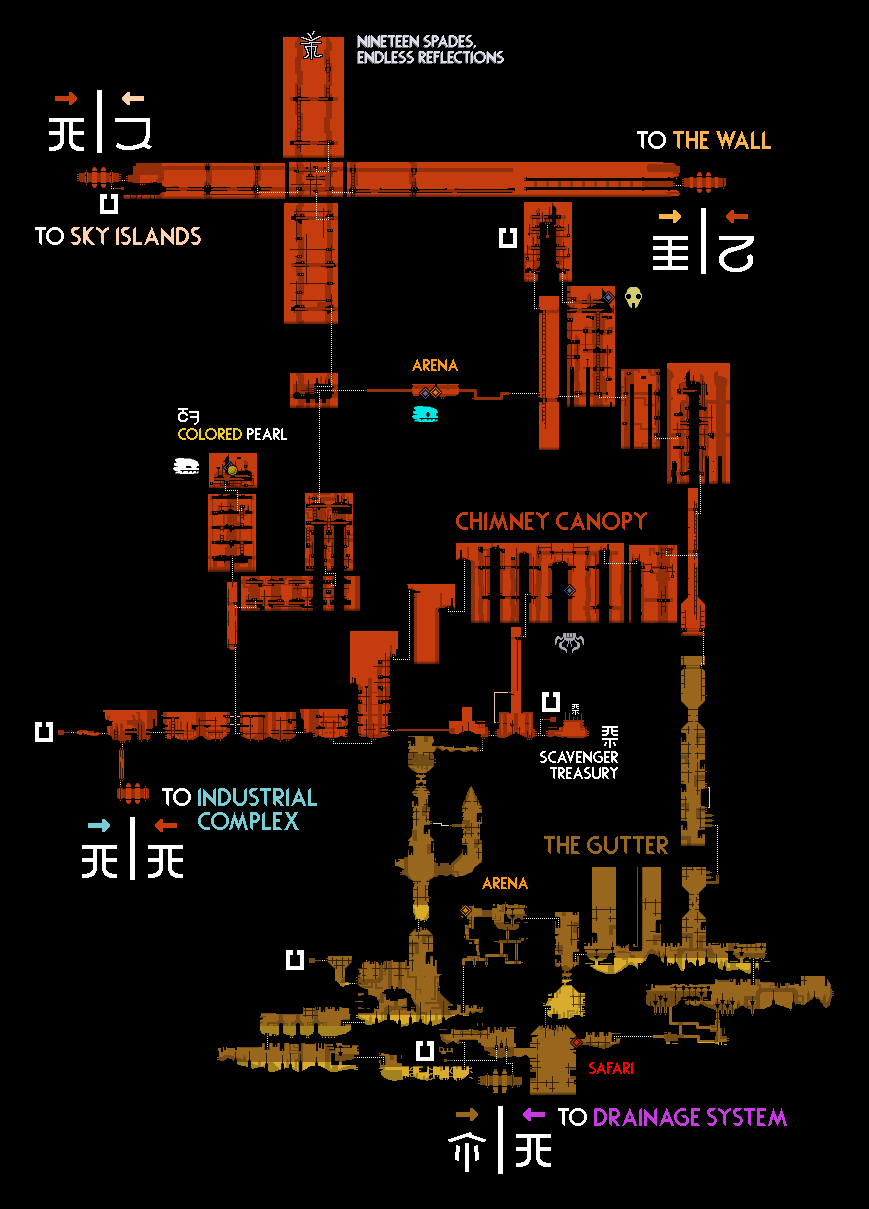 NINETEEN SPADES,
ENDLESS REFLECTIONS
TO THE WALL
TO SKY ISLANDS
ARENA
COLORED PEARL
CHIMNEY CANOPY
SCAVENGER
TREASURY
TO INDUSTRIAL
COMPLEX
THE GUTTER
ARENA
SAFARI
TO DRAINAGE SYSTEM